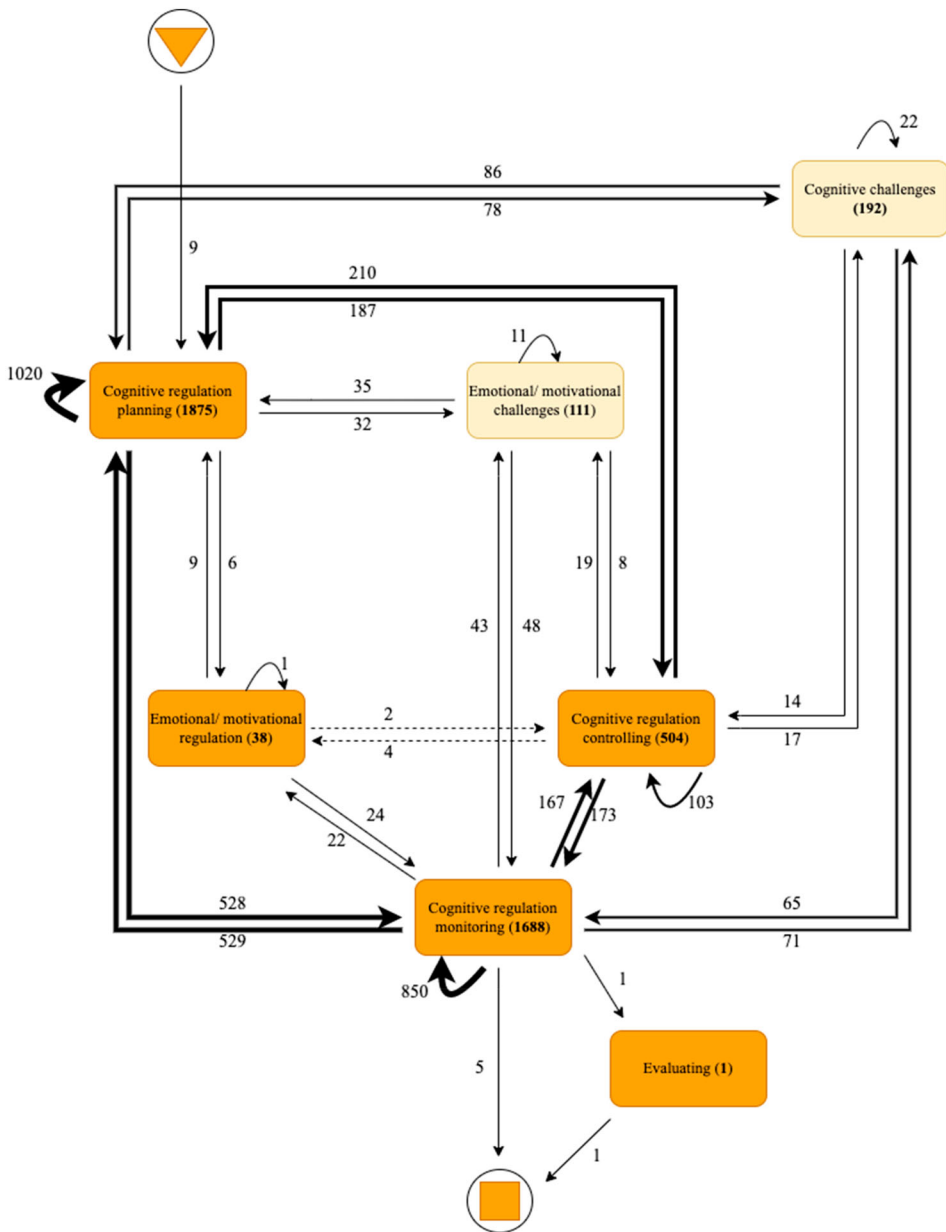 22
86
Cognitive challenges
(192)
78
9
210
187
11
1020
Cognitive regulation
planning (1875)
35
Emotional/ motivational
challenges (111)
32
9
6
19
8
43
48
1
Emotional/ motivational
regulation (38)
2
4
Cognitive regulation
controlling (504)
14
17
103
167
173
24
22
528
529
Cognitive regulation
monitoring (1688)
65
71
850
1
5
Evaluating (1)
1